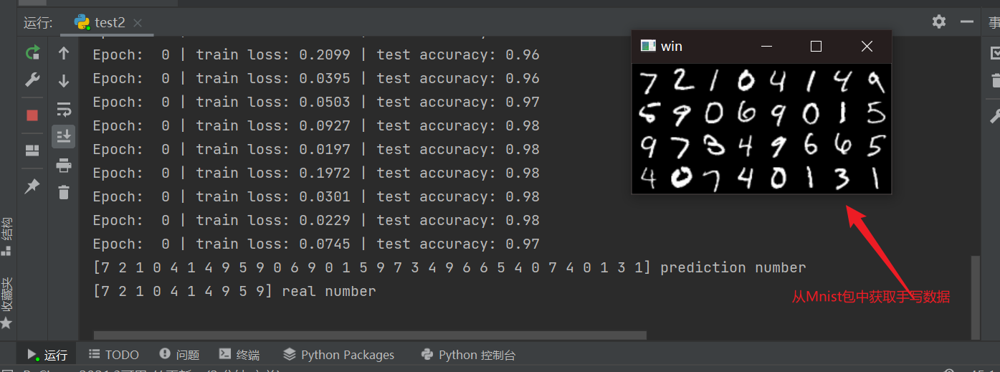 运行: test2
Epoch: 0 | train loss: 0.2099 | test accuracy: 0.96
Epoch: 0 | train loss: 0.0395 | test accuracy: 0.96
Epoch: 0 | train loss: 0.0503 | test accuracy: 0.97
Epoch: 0 | train loss: 0.0927 | test accuracy: 0.98
Epoch: 0 | train loss: 0.0197 | test accuracy: 0.98
Epoch: 0 | train loss: 0.1972 | test accuracy: 0.98
Epoch: 0 | train loss: 0.0301 | test accuracy: 0.98
Epoch: 0 | train loss: 0.0229 | test accuracy: 0.98
Epoch: 0 | train loss: 0.0745 | test accuracy: 0.97
[7 2 1 0 4 1 4 9 5 9 0 6 9 0 1 5 9 7 3 4 9 6 6 5 4 0 7 4 0 1 3 1] prediction number
[7 2 1 0 4 1 4 9 5 9] real number
win
7 2 1 0 4 1 4 9
5 9 0 6 9 0 1 5
9 7 3 4 9 6 6 5
4 0 7 4 0 1 3 1
从Mnist包中获取手写数据
事
结构
收藏夹
运行 TODO 问题 终端 Python Packages Python 控制台